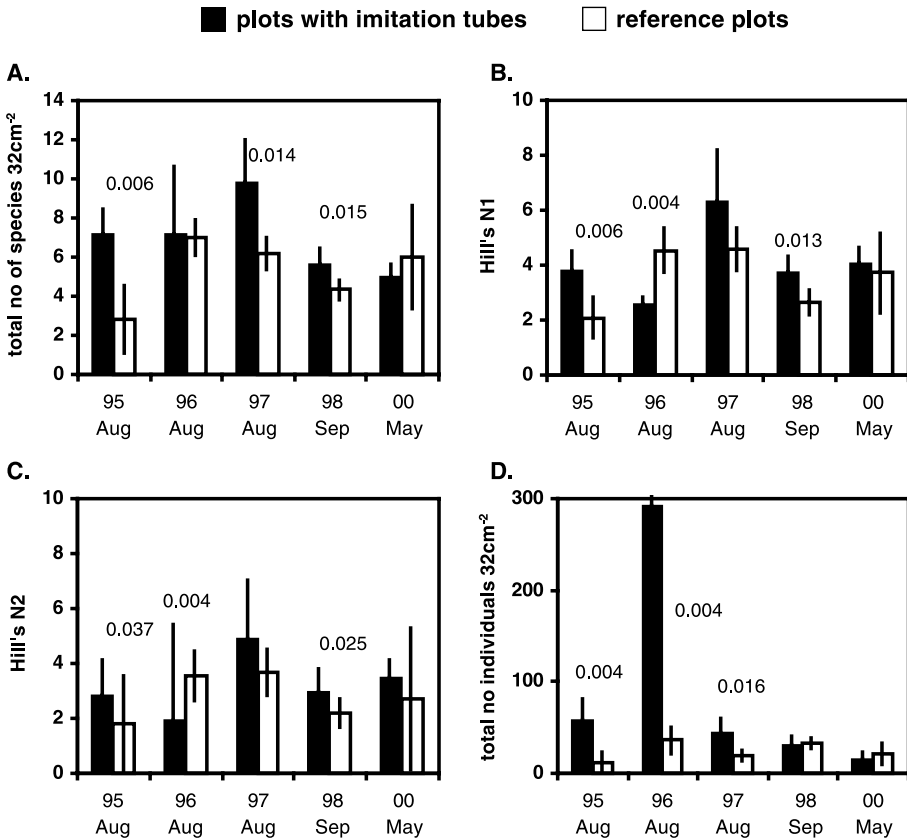 plots with imitation tubes reference plots
A.
total no of species 32cm-2
14
12
10
8
6
4
2
0
0.006
0.014
0.015
95 96 97 98 00
Aug Aug Aug Sep May
B.
Hill's N1
10
8
6
4
2
0
0.006
0.004
0.013
95 96 97 98 00
Aug Aug Aug Sep May
C.
Hill's N2
10
8
6
4
2
0
0.037
0.004
0.025
95 96 97 98 00
Aug Aug Aug Sep May
D.
total no individuals 32cm-2
300
200
100
0
0.004
0.004
0.016
95 96 97 98 00
Aug Aug Aug Sep May